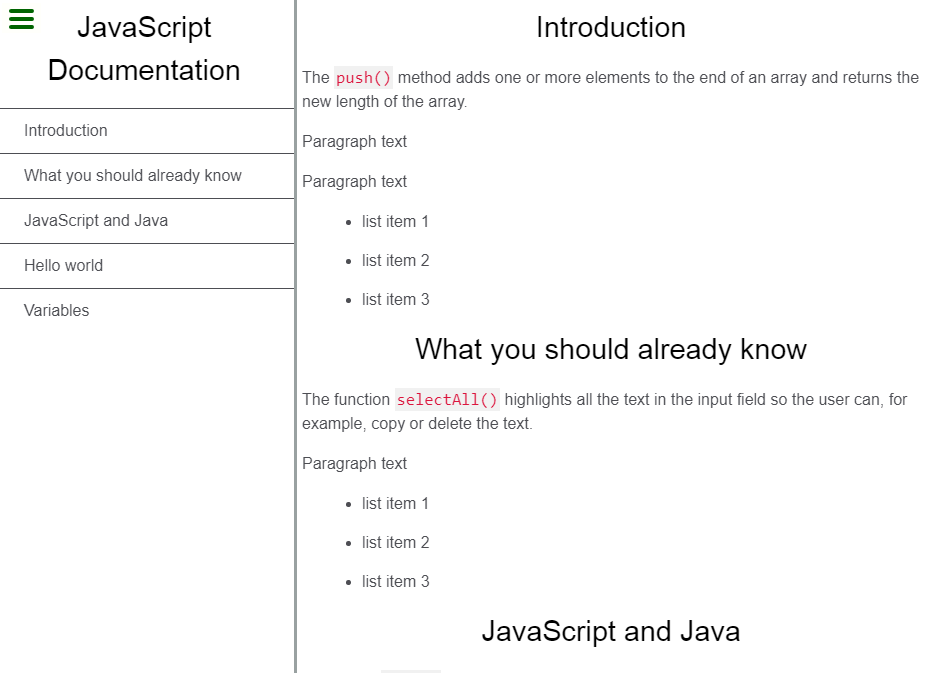 JavaScript
Documentation
Introduction
What you should already know
JavaScript and Java
Hello world
Variables
Introduction
The push() method adds one or more elements to the end of an array and returns the
new length of the array.
Paragraph text
Paragraph text
• list item 1
• list item 2
• list item 3
What you should already know
The function selectAll() highlights all the text in the input field so the user can, for
example, copy or delete the text.
Paragraph text
• list item 1
• list item 2
• list item 3
JavaScript and Java